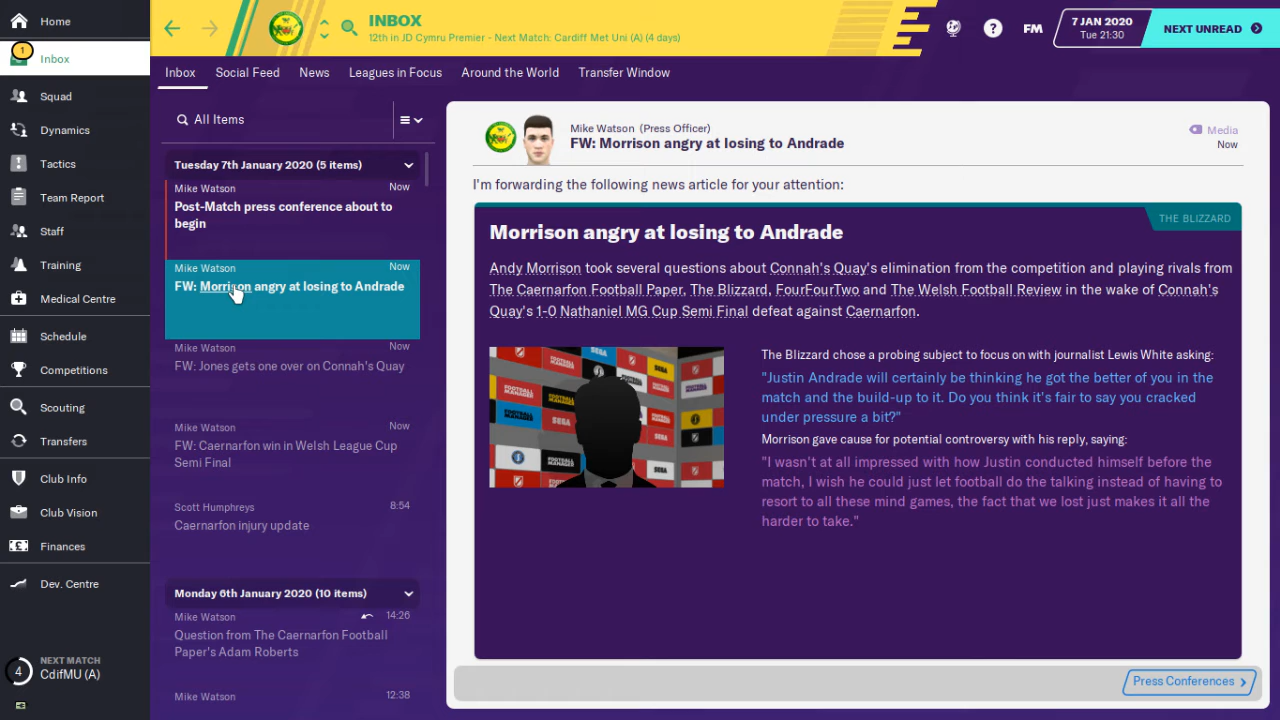 Home
1
Inbox
Squad
Dynamics
Tactics
Team Report
Staff
Training
Medical Centre
Schedule
Competitions
Scouting
Transfers
Club Info
Club Vision
Finances
Dev. Centre
4
NEXT MATCH
CdifMU (A)
INBOX
12th in JD Cymru Premier - Next Match: Cardiff Met Uni (A) (4 days)
?
FM
7 JAN 2020
Tue 21:30
NEXT UNREAD
Inbox
Social Feed
News
Leagues in Focus
Around the World
Transfer Window
All Items
Tuesday 7th January 2020 (5 items)
Mike Watson
Now
Post-Match press conference about to
begin
Mike Watson
Now
FW: Morrison angry at losing to Andrade
Mike Watson
Now
FW: Jones gets one over on Connah's Quay
Mike Watson
Now
FW: Caernarfon win in Welsh League Cup
Semi Final
Scott Humphreys
8:54
Caernarfon injury update
Monday 6th January 2020 (10 items)
Mike Watson
14:26
Question from The Caernarfon Football
Paper's Adam Roberts
Mike Watson
12:38
Mike Watson (Press Officer)
FW: Morrison angry at losing to Andrade
Media
Now
I'm forwarding the following news article for your attention:
THE BLIZZARD
Morrison angry at losing to Andrade
Andy Morrison took several questions about Connah's Quay's elimination from the competition and playing rivals from
The Caernarfon Football Paper, The Blizzard, FourFourTwo and The Welsh Football Review in the wake of Connah's
Quay's 1-0 Nathaniel MG Cup Semi Final defeat against Caernarfon.
The Blizzard chose a probing subject to focus on with journalist Lewis White asking:
"Justin Andrade will certainly be thinking he got the better of you in the
match and the build-up to it. Do you think it's fair to say you cracked
under pressure a bit?"
Morrison gave cause for potential controversy with his reply, saying:
"I wasn't at all impressed with how Justin conducted himself before the
match, I wish he could just let football do the talking instead of having to
resort to all these mind games, the fact that we lost just makes it all the
harder to take."
Press Conferences